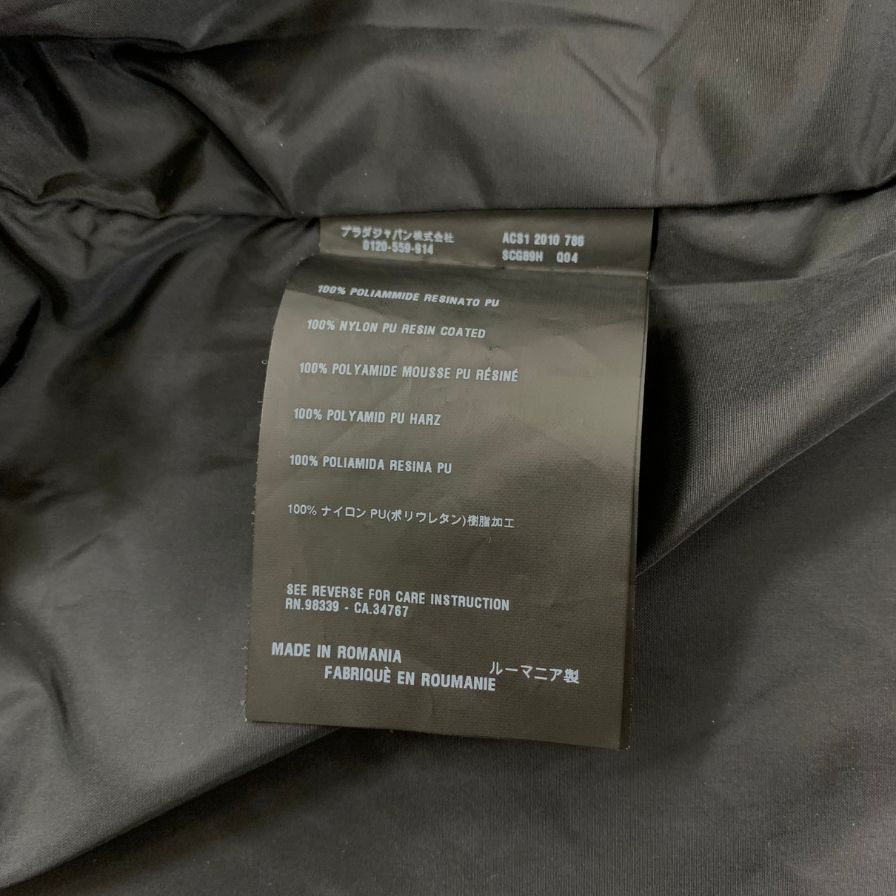 プラダジャパン株式会社
0120-559-914
ACS1 2010 786
SCG89H Q04
100% POLIAMMIDE RESINATO PU
100% NYLON PU RESIN COATED
100% POLYAMIDE MOUSSE PU RÉSINÉ
100% POLYAMID PU HARZ
100% POLIAMIDA RESINA PU
100% ナイロン PU(ポリウレタン)樹脂加工
SEE REVERSE FOR CARE INSTRUCTION
RN.98339 - CA.34767
MADE IN ROMANIA
FABRIQUÈ EN ROUMANIE
ルーマニア製